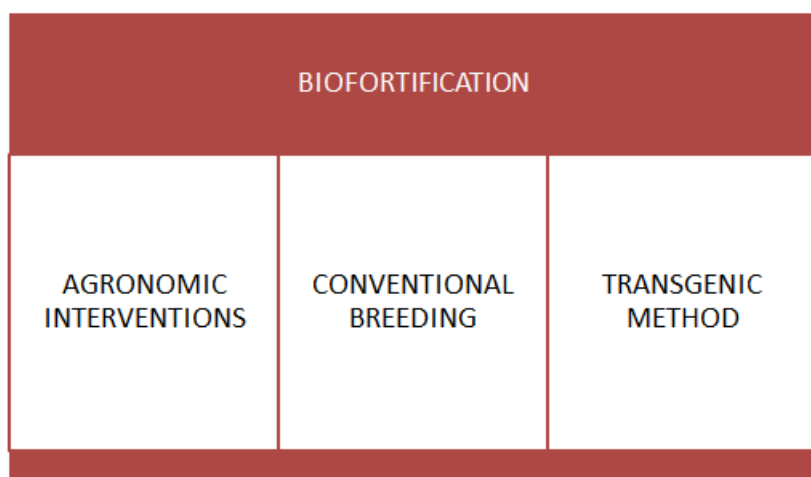 BIOFORTIFICATION
AGRONOMIC
INTERVENTIONS
CONVENTIONAL
BREEDING
TRANSGENIC
METHOD